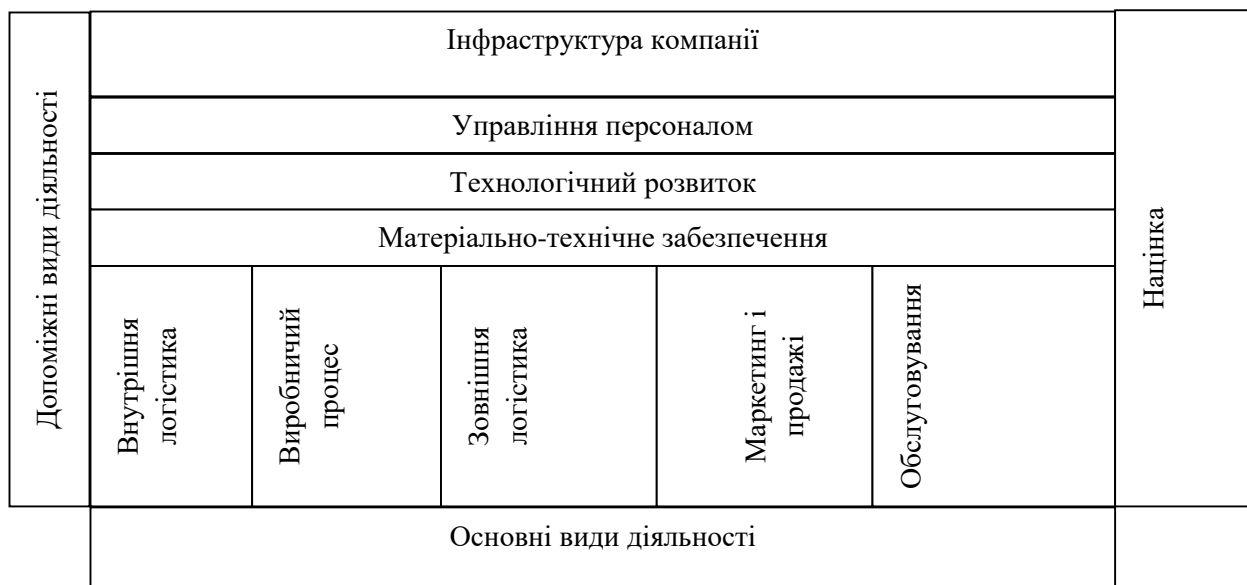 Допоміжні види діяльності
Інфраструктура компанії
Управління персоналом
Технологічний розвиток
Матеріально-технічне забезпечення
Внутрішня
логістика
Виробничий
процес
Зовнішня
логістика
Маркетинг і
продажі
Обслуговування
Націнка
Основні види діяльності